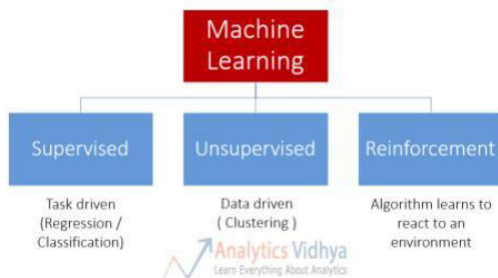 Machine
Learning
Supervised
Unsupervised
Reinforcement
Task driven
(Regression /
Classification)
Data driven
( Clustering )
Algorithm learns to
react to an
environment
Analytics Vidhya
Learn Everything About Analytics